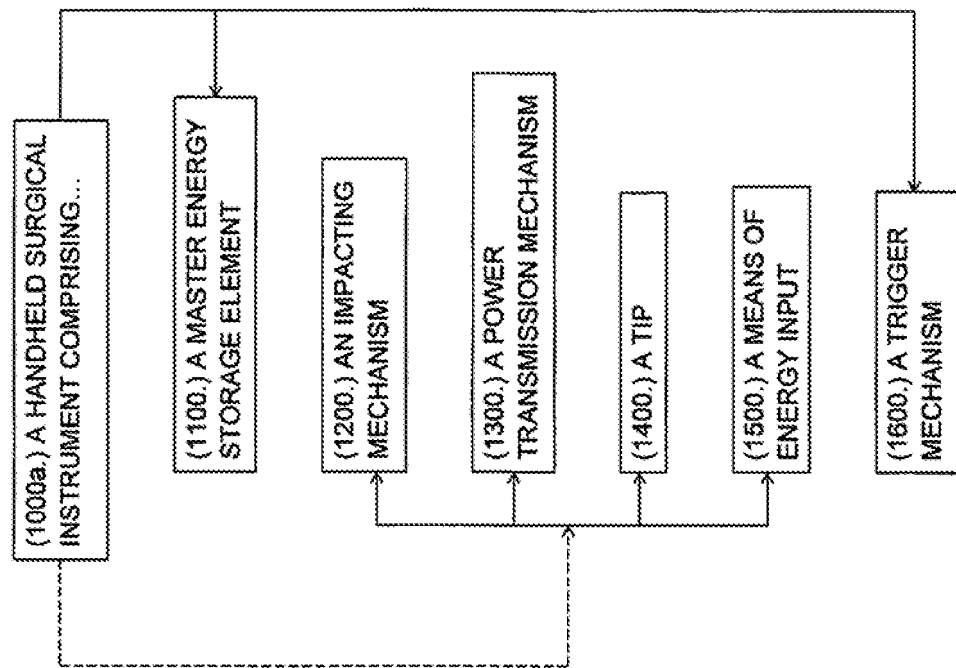 (1000a.) A HANDHELD SURGICAL
INSTRUMENT COMPRISING...
(1100.) A MASTER ENERGY
STORAGE ELEMENT
(1200.) AN IMPACTING
MECHANISM
(1300.) A POWER
TRANSMISSION MECHANISM
(1400.) A TIP
(1500.) A MEANS OF
ENERGY INPUT
(1600.) A TRIGGER
MECHANISM